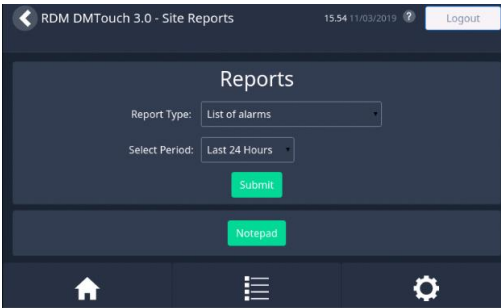 RDM DMTouch 3.0 - Site Reports 15.54 11/03/2019 ? Logout
Reports
Report Type: List of alarms
Select Period: Last 24 Hours
Submit
Notepad